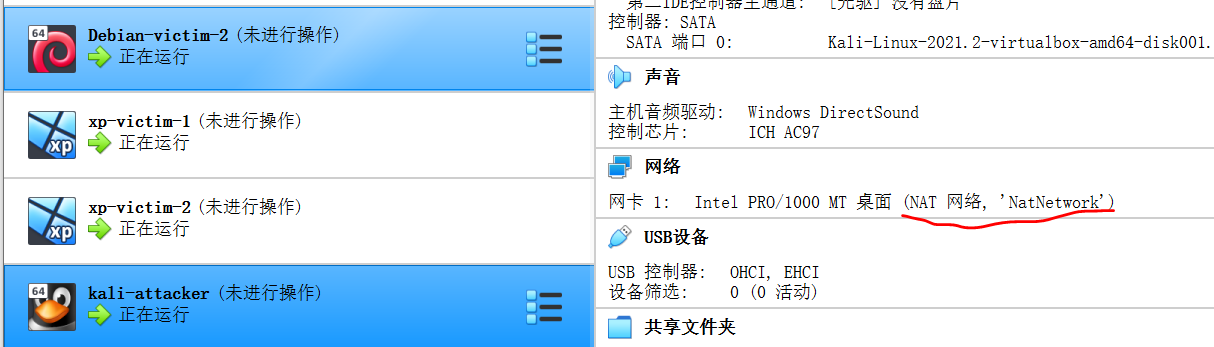 64
Debian-victim-2 (未进行操作)
正在运行
xp-victim-1 (未进行操作)
xp
正在运行
xp-victim-2 (未进行操作)
xp
正在运行
64
kali-attacker (未进行操作)
正在运行
第二IDE控制器主通道: [光驱] 没有盘片
控制器: SATA
SATA 端口 0: Kali-Linux-2021.2-virtualbox-amd64-disk001.
声音
主机音频驱动: Windows DirectSound
控制芯片: ICH AC97
网络
网卡 1: Intel PRO/1000 MT 桌面 (NAT 网络, 'NatNetwork')
USB设备
USB 控制器: OHCI, EHCI
设备筛选: 0 (0 活动)
共享文件夹